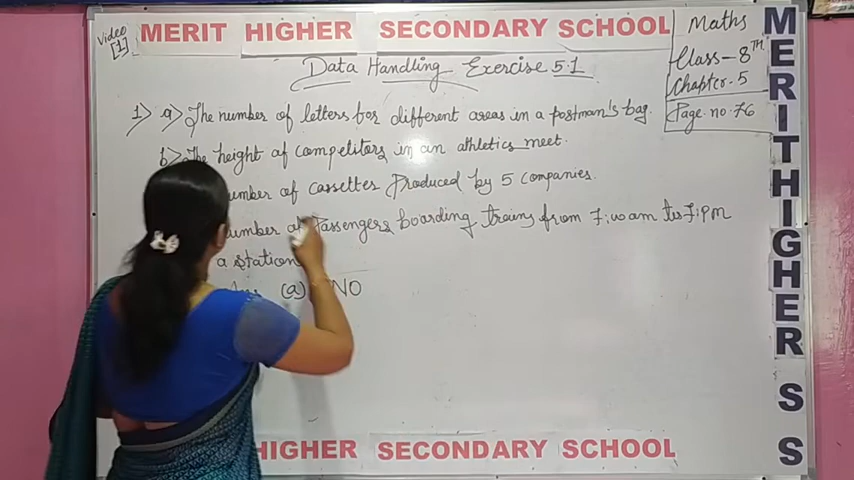 video
[1]
MERIT HIGHER SECONDARY SCHOOL
Maths
Class - 8TH
Chapter. 5
Page no. 76
Data Handling Exercise 5.1
1> a> The number of letters for different areas in a postman's bag.
b> The height of competitors in an athletics meet.
number of cassettes Produced by 5 companies.
number of Passengers boarding trains from 7:00 am
a station
(a) NO
MERIT HIGHER S S
HIGHER SECONDARY SCHOOL